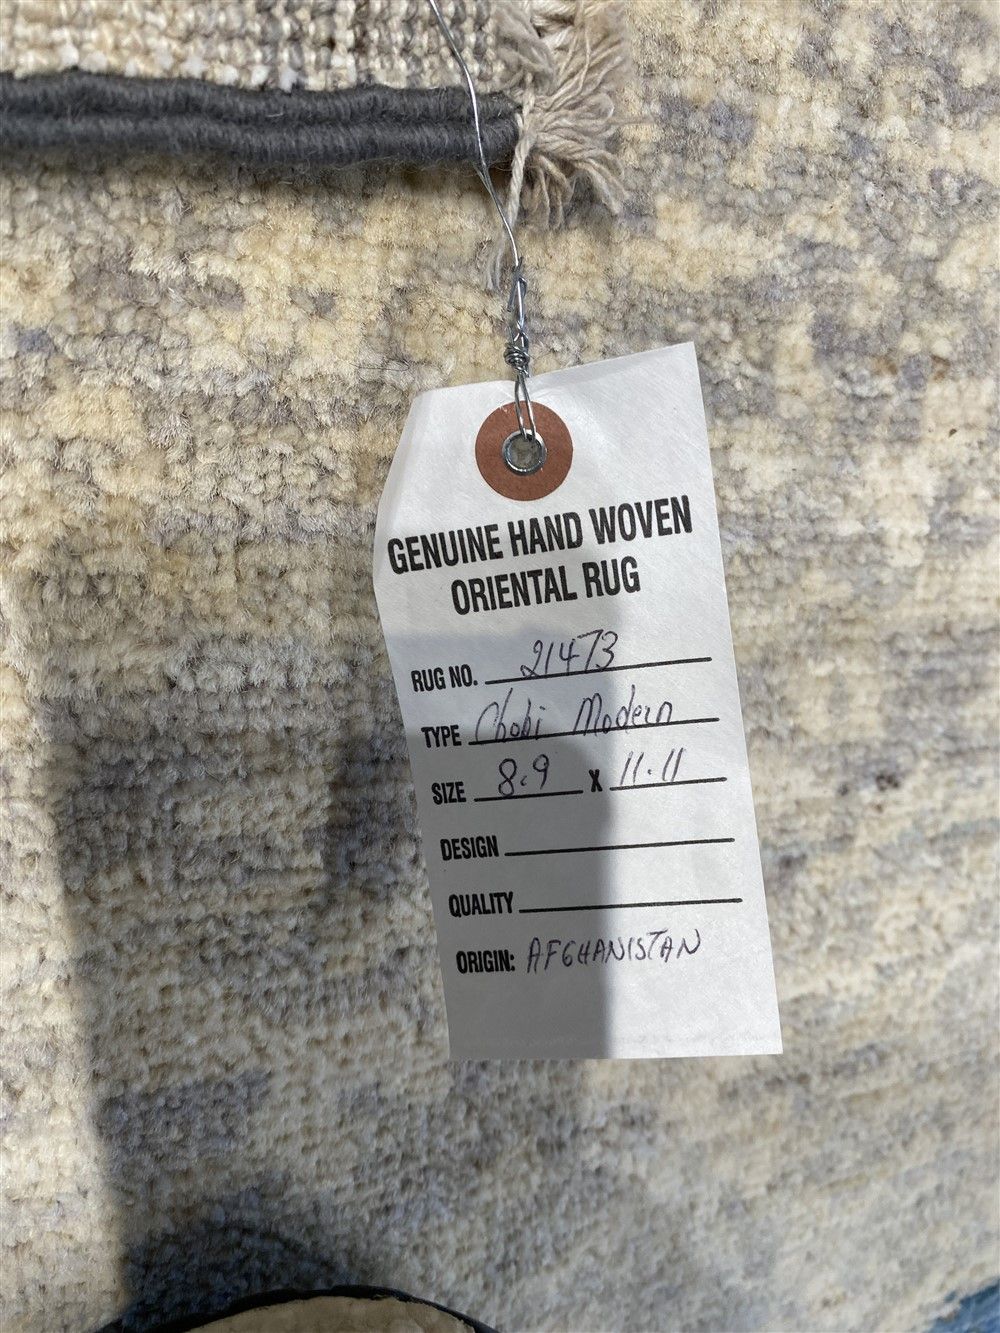 GENUINE HAND WOVEN
ORIENTAL RUG
RUG NO. 21473
TYPE Chobi Modern
SIZE 8.9 X 11.11
DESIGN
QUALITY
ORIGIN: AFGHANISTAN